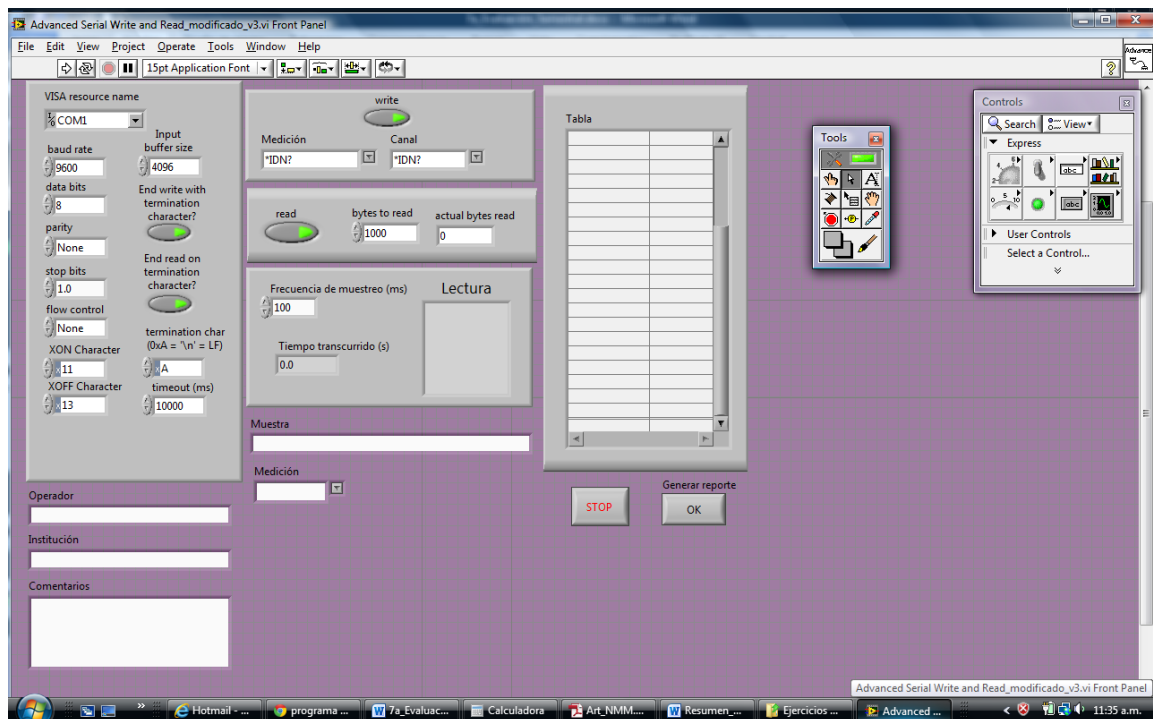 Advanced Serial Write and Read_modificado_v3.vi Front Panel
File Edit View Project Operate Tools Window Help
15pt Application Font
Advance
VISA resource name
COM1
baud rate
9600
data bits
8
parity
None
stop bits
1.0
flow control
None
XON Character
x 11
XOFF Character
x 13
Input
buffer size
4096
End write with
termination
character?
End read on
termination
character?
termination char
(0xA = '\n' = LF)
x A
timeout (ms)
10000
write
Medición
*IDN?
Canal
*IDN?
read
bytes to read
1000
actual bytes read
0
Frecuencia de muestreo (ms)
100
Tiempo transcurrido (s)
0.0
Lectura
Muestra
Medición
Operador
Institución
Comentarios
Tabla
STOP
Generar reporte
OK
Tools
Controls
Search View
Express
User Controls
Select a Control...
Advanced Serial Write and Read_modificado_v3.vi Front Panel
Hotmail - ...
programa ...
7a_Evaluac...
Calculadora
Art_NMM....
Resumen_...
Ejercicios ...
Advanced ...
11:35 a.m.